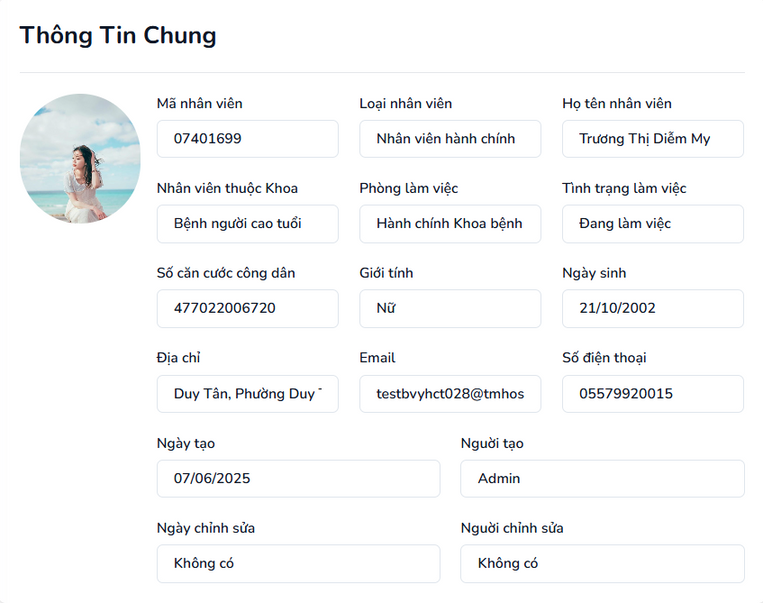 Thông Tin Chung
Mã nhân viên Loại nhân viên Họ tên nhân viên
07401699 Nhân viên hành chính Trương Thị Diễm My
Nhân viên thuộc Khoa Phòng làm việc Tình trạng làm việc
Bệnh người cao tuổi Hành chính Khoa bệnh Đang làm việc
Số căn cước công dân Giới tính Ngày sinh
477022006720 Nữ 21/10/2002
Địa chỉ Email Số điện thoại
Duy Tân, Phường Duy testbvyhct028@tmhos 05579920015
Ngày tạo Người tạo
07/06/2025 Admin
Ngày chỉnh sửa Người chỉnh sửa
Không có Không có